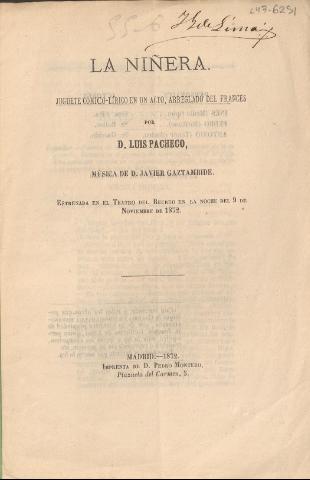 LA NIÑERA.
JUGUETE CÓMICO-LÍRICO EN UN ACTO, ARREGLADO DEL FRANCES
POR
D. LUIS PACHECO,
MÚSICA DE D. JAVIER GAZTAMBIDE.
ESTRENADA EN EL TEATRO DEL RECREO EN LA NOCHE DEL 9 DE
NOVIEMBRE DE 1872.
MADRID:—1872.
IMPRENTA DE D. PEDRO MONTERO,
Plazuela del Carmen, 5.